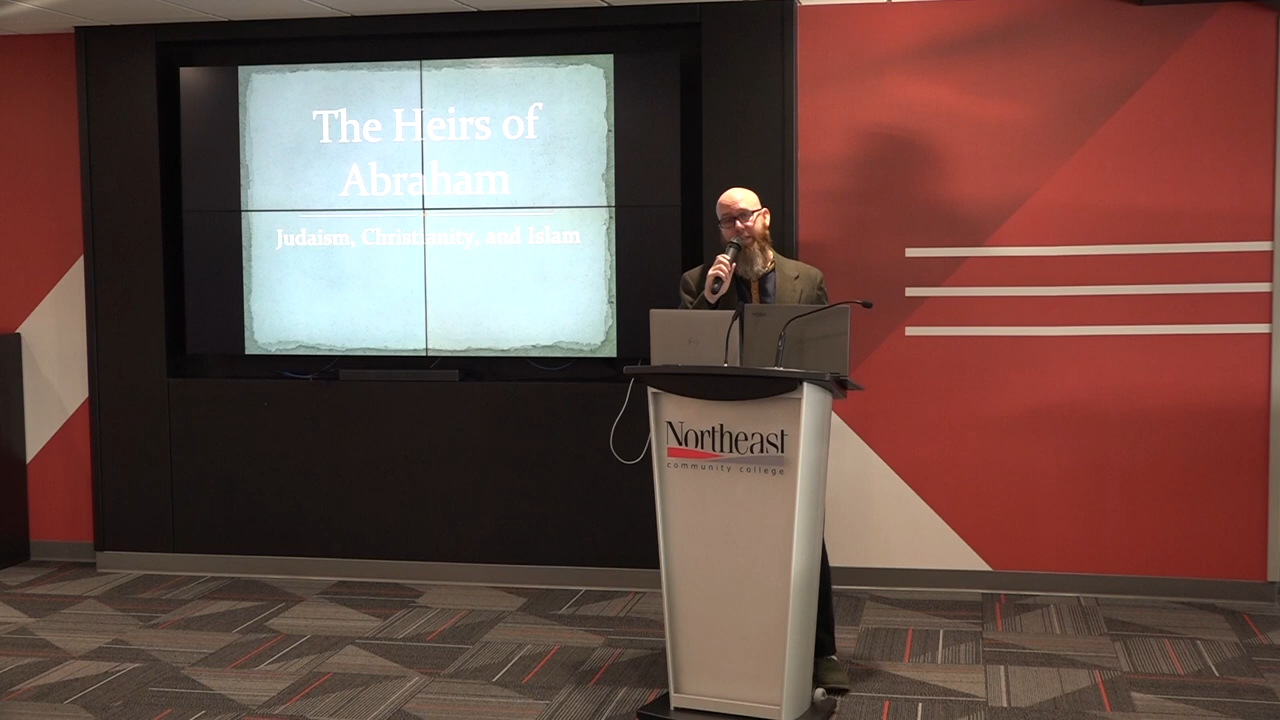 The Heirs of
Abraham
Judaism, Christianity, and Islam
Northeast
community college